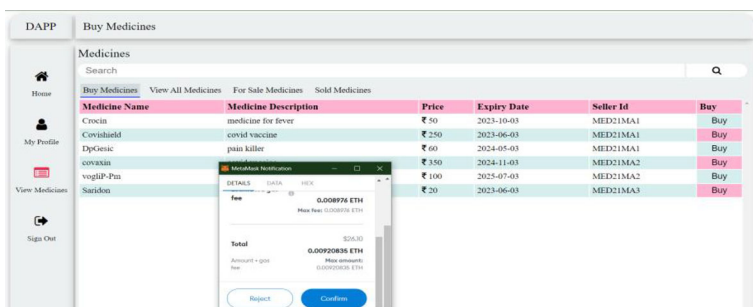 DAPP
Buy Medicines
Home
My Profile
View Medicines
Sign Out
Medicines
Search
Buy Medicines View All Medicines For Sale Medicines Sold Medicines
Medicine Name Medicine Description Price Expiry Date Seller Id Buy
Crocin medicine for fever ₹ 50 2023-10-03 MED21MA1 Buy
Covishield covid vaccine ₹ 250 2023-06-03 MED21MA1 Buy
DpGesic pain killer ₹ 60 2024-05-03 MED21MA1 Buy
covaxin ₹ 350 2024-11-03 MED21MA2 Buy
vogliP-Pm ₹ 100 2025-07-03 MED21MA2 Buy
Saridon ₹ 20 2023-06-03 MED21MA3 Buy
MetaMask Notification
DETAILS DATA HEX
fee 0.008976 ETH
Max fee: 0.008976 ETH
$26.10
Total 0.00920835 ETH
Amount + gas fee Max amount: 0.00920835 ETH
Reject Confirm